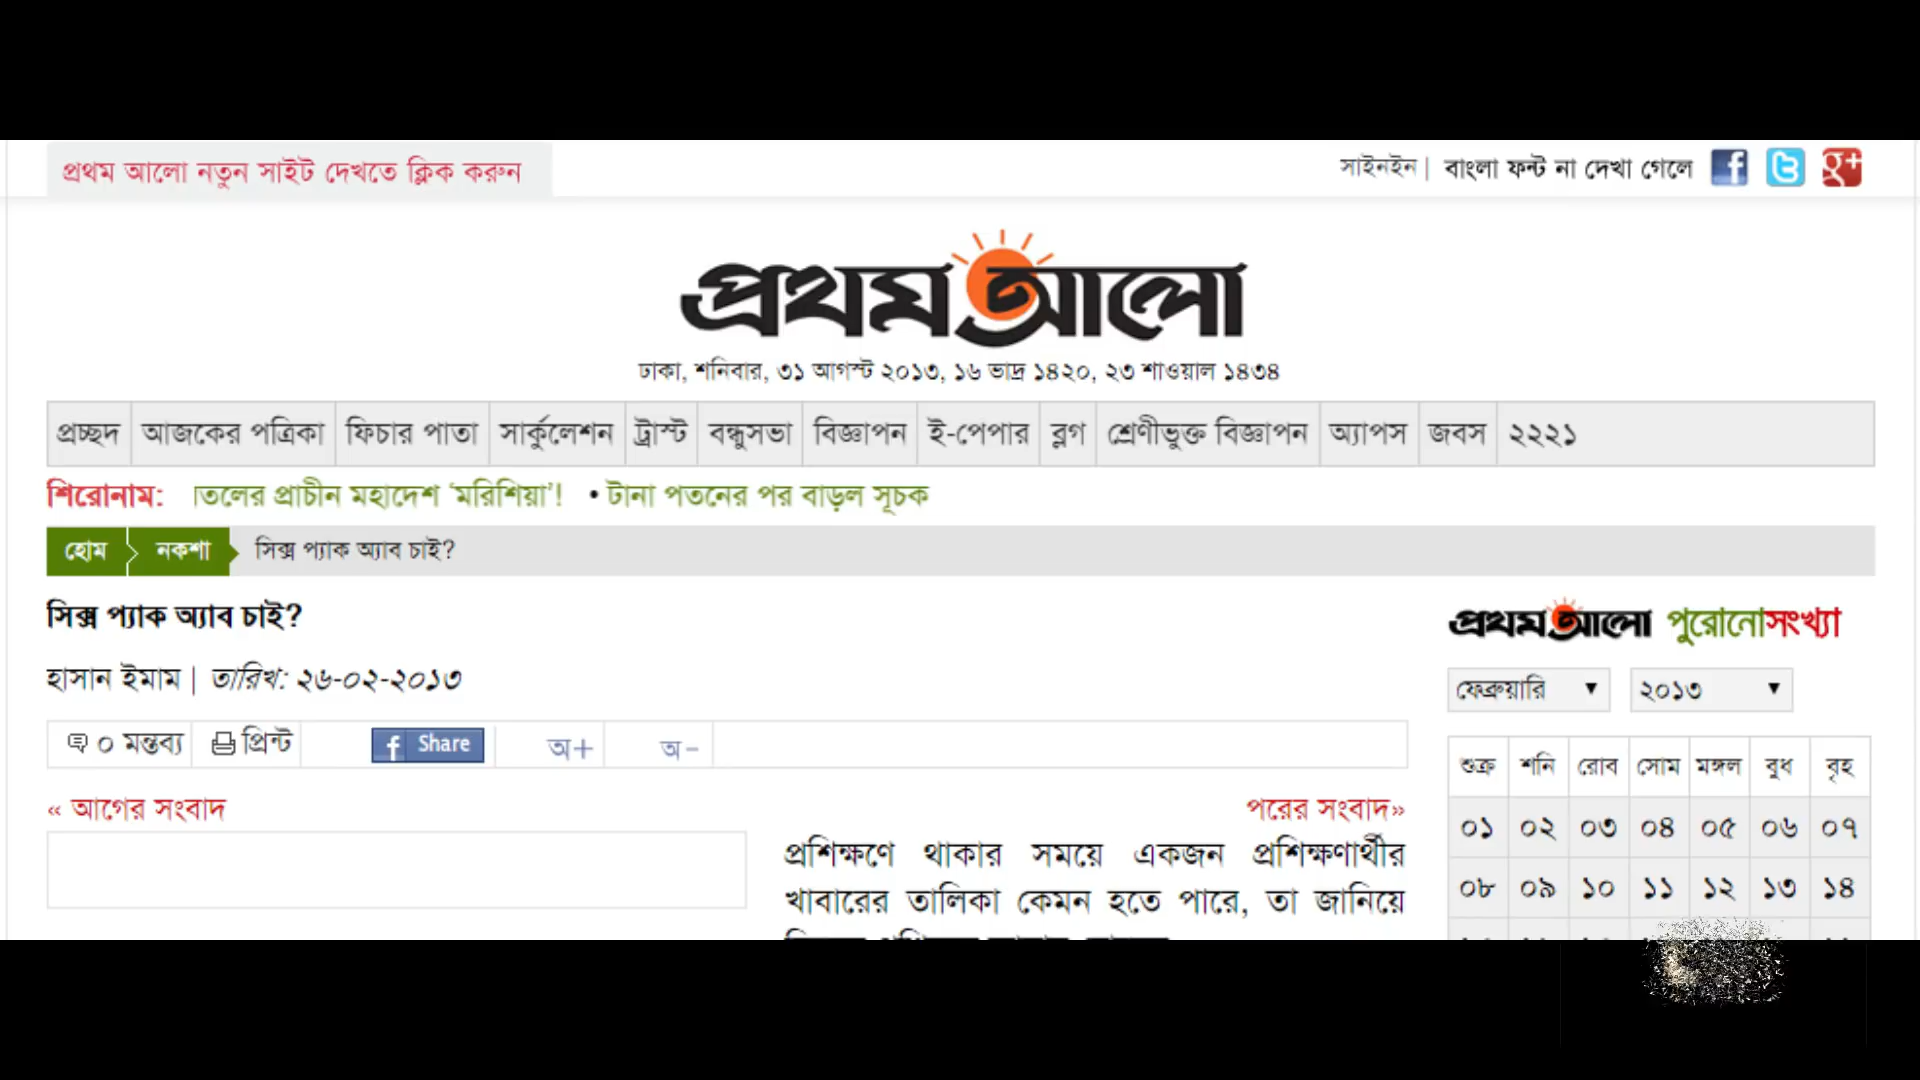 প্রথম আলো নতুন সাইট দেখতে ক্লিক করুন
সাইনইন | বাংলা ফন্ট না দেখা গেলে
প্রথম আলো
ঢাকা, শনিবার, ৩১ আগস্ট ২০১৩, ১৬ ভাদ্র ১৪২০, ২৩ শাওয়াল ১৪৩৪
প্রচ্ছদ আজকের পত্রিকা ফিচার পাতা সার্কুলেশন ট্রাস্ট বন্ধুসভা বিজ্ঞাপন ই-পেপার ব্লগ শ্রেণীভুক্ত বিজ্ঞাপন অ্যাপস জবস ২২২১
শিরোনাম: তলের প্রাচীন মহাদেশ ‘মরিশিয়া’! • টানা পতনের পর বাড়ল সূচক
হোম নকশা সিক্স প্যাক অ্যাব চাই?
সিক্স প্যাক অ্যাব চাই?
হাসান ইমাম | তারিখ: ২৬-০২-২০১৩
০ মন্তব্য প্রিন্ট Share অ+ অ-
« আগের সংবাদ পরের সংবাদ»
প্রশিক্ষণে থাকার সময়ে একজন প্রশিক্ষণার্থীর
খাবারের তালিকা কেমন হতে পারে, তা জানিয়ে
প্রথম আলো পুরোনোসংখ্যা
ফেব্রুয়ারি ২০১৩
শুক্র শনি রোব সোম মঙ্গল বুধ বৃহ
০১ ০২ ০৩ ০৪ ০৫ ০৬ ০৭
০৮ ০৯ ১০ ১১ ১২ ১৩ ১৪